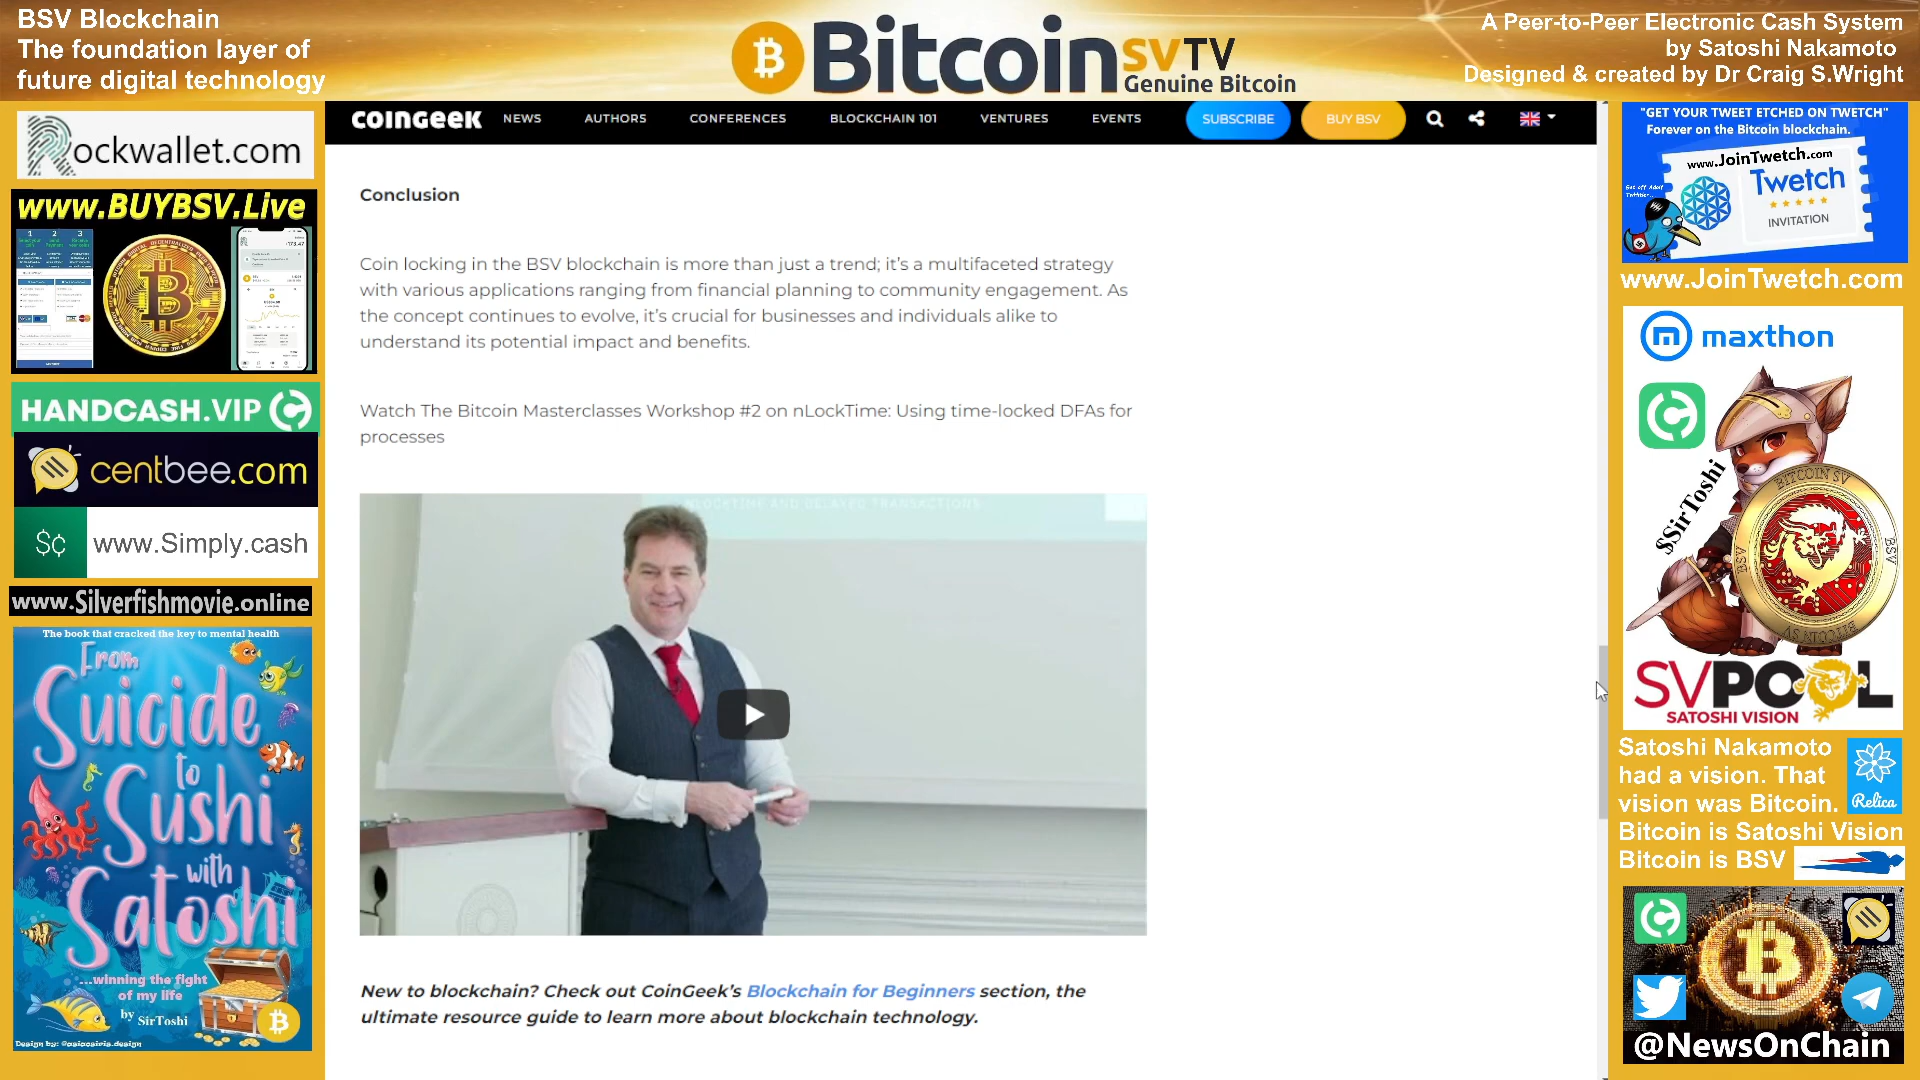 BSV Blockchain
The foundation layer of
future digital technology
BitcoinSVTV
Genuine Bitcoin
A Peer-to-Peer Electronic Cash System
by Satoshi Nakamoto
Designed & created by Dr Craig S.Wright
Rockwallet.com
www.BUYBSV.Live
HANDCASH.VIP
centbee.com
$¢ www.Simply.cash
www.Silverfishmovie.online
The book that cracked the key to mental health
From
Suicide
to
Sushi
with
Satoshi
...winning the fight
of my life
by SirToshi
COINGEEK NEWS AUTHORS CONFERENCES BLOCKCHAIN 101 VENTURES EVENTS SUBSCRIBE BUY BSV
Conclusion
Coin locking in the BSV blockchain is more than just a trend; it's a multifaceted strategy
with various applications ranging from financial planning to community engagement. As
the concept continues to evolve, it's crucial for businesses and individuals alike to
understand its potential impact and benefits.
Watch The Bitcoin Masterclasses Workshop #2 on nLockTime: Using time-locked DFAs for
processes
NLOCKTIME AND DELAYED TRANSACTIONS
New to blockchain? Check out CoinGeek's Blockchain for Beginners section, the
ultimate resource guide to learn more about blockchain technology.
"GET YOUR TWEET ETCHED ON TWETCH"
Forever on the Bitcoin blockchain.
www.JoinTwetch.com
Twetch
INVITATION
www.JoinTwetch.com
maxthon
$SirToshi
BITCOIN SV
BSV
SVPOOL
SATOSHI VISION
Satoshi Nakamoto
had a vision. That
vision was Bitcoin.
Relica
Bitcoin is Satoshi Vision
Bitcoin is BSV
@NewsOnChain